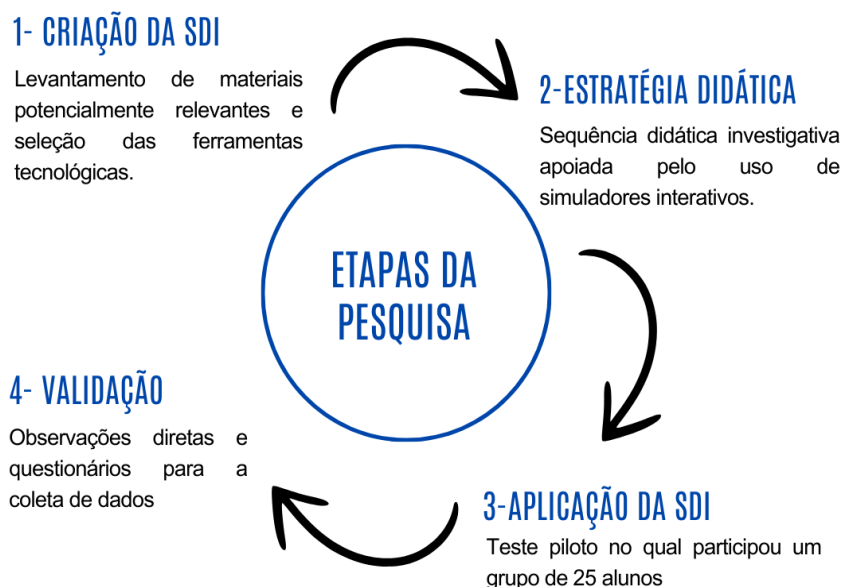 1- CRIAÇÃO DA SDI
Levantamento de materiais
potencialmente relevantes e
seleção das ferramentas
tecnológicas.
2-ESTRATÉGIA DIDÁTICA
Sequência didática investigativa
apoiada pelo uso de
simuladores interativos.
ETAPAS DA
PESQUISA
4- VALIDAÇÃO
Observações diretas e
questionários para a
coleta de dados
3-APLICAÇÃO DA SDI
Teste piloto no qual participou um
grupo de 25 alunos